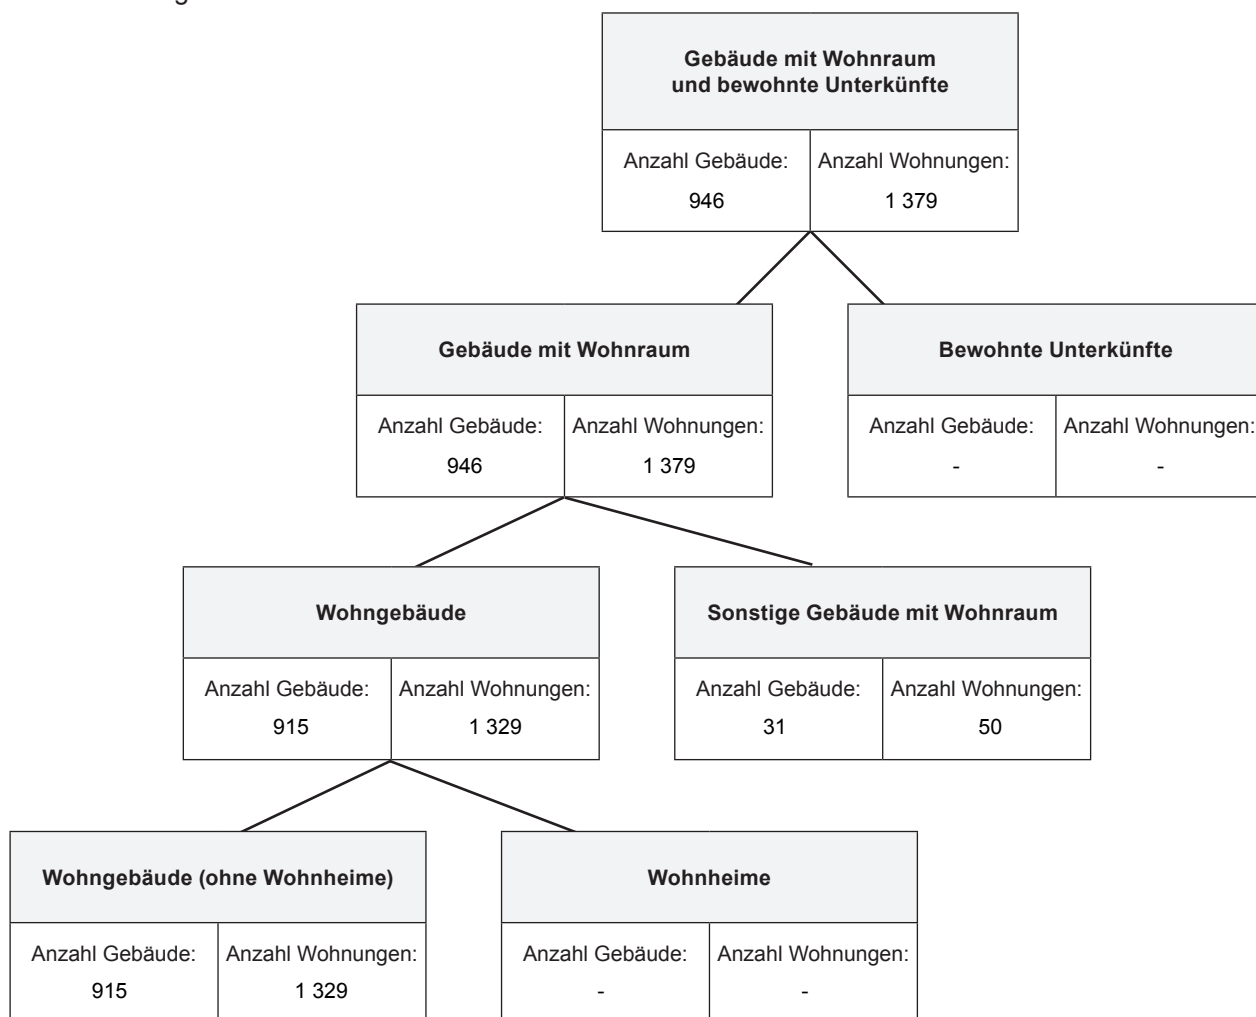 Gebäude mit Wohnraum
und bewohnte Unterkünfte
Anzahl Gebäude: Anzahl Wohnungen:
946 1 379
Gebäude mit Wohnraum
Anzahl Gebäude: Anzahl Wohnungen:
946 1 379
Bewohnte Unterkünfte
Anzahl Gebäude: Anzahl Wohnungen:
- -
Wohngebäude
Anzahl Gebäude: Anzahl Wohnungen:
915 1 329
Sonstige Gebäude mit Wohnraum
Anzahl Gebäude: Anzahl Wohnungen:
31 50
Wohngebäude (ohne Wohnheime)
Anzahl Gebäude: Anzahl Wohnungen:
915 1 329
Wohnheime
Anzahl Gebäude: Anzahl Wohnungen:
- -